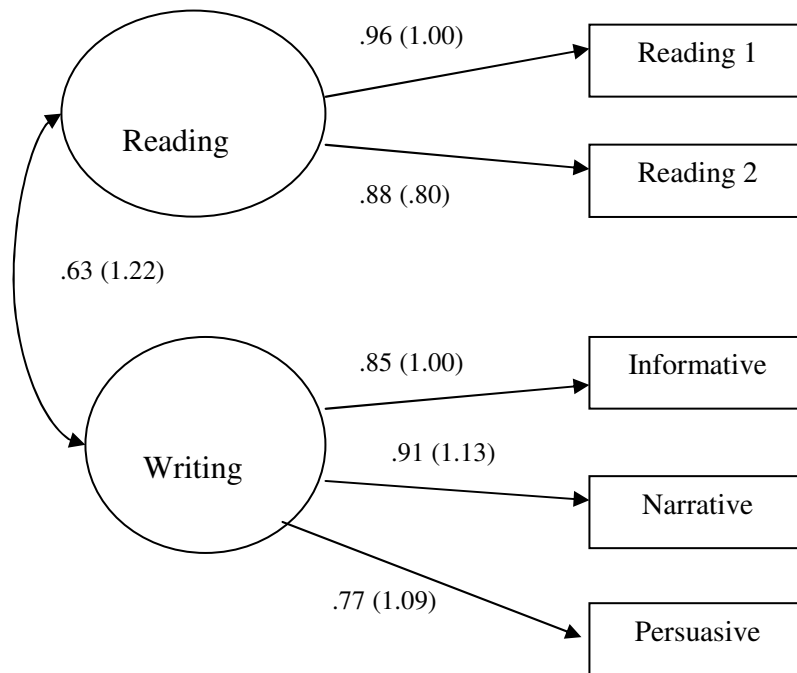 .96 (1.00)
Reading 1
Reading
Reading 2
.88 (.80)
.63 (1.22)
.85 (1.00)
Informative
.91 (1.13)
Writing
Narrative
.77 (1.09)
Persuasive